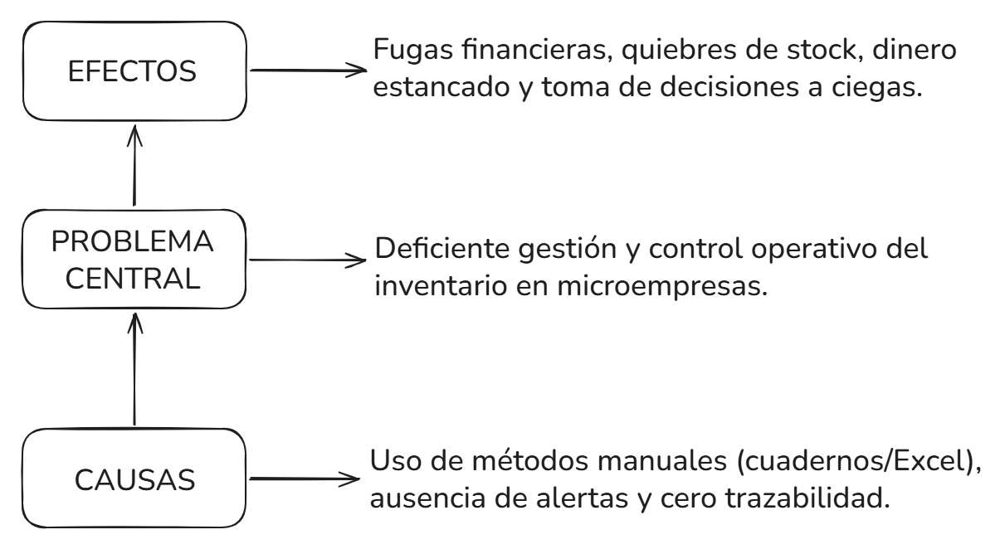 EFECTOS
Fugas financieras, quiebres de stock, dinero
estancado y toma de decisiones a ciegas.
PROBLEMA
CENTRAL
Deficiente gestión y control operativo del
inventario en microempresas.
CAUSAS
Uso de métodos manuales (cuadernos/Excel),
ausencia de alertas y cero trazabilidad.